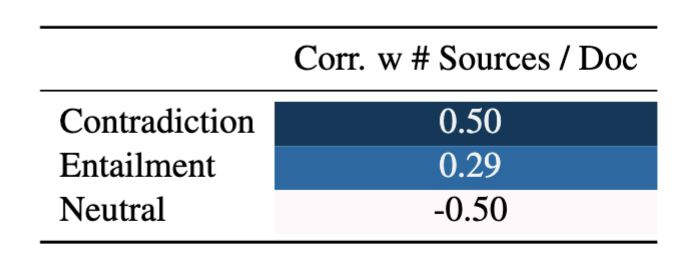 Corr. w # Sources / Doc
Contradiction 0.50
Entailment 0.29
Neutral -0.50